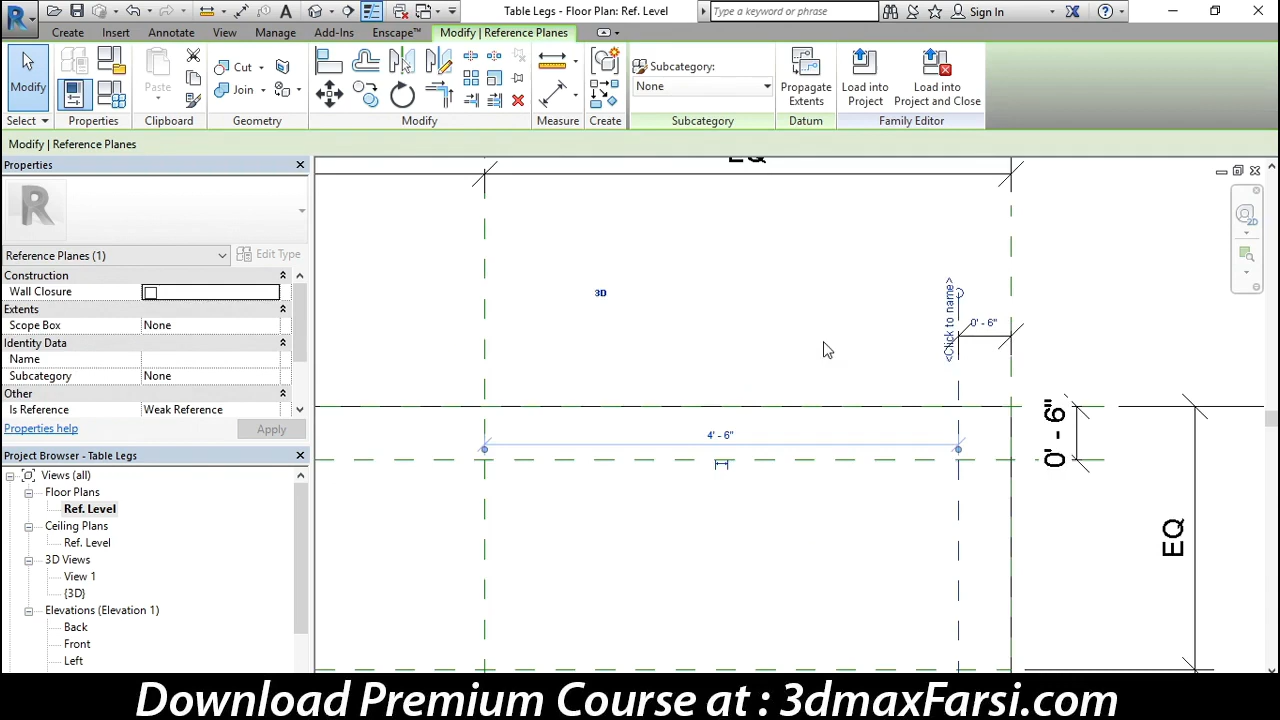 Table Legs - Floor Plan: Ref. Level
Type a keyword or phrase
Sign In
Create Insert Annotate View Manage Add-Ins Enscape™ Modify | Reference Planes
Modify
Paste
Cut
Join
Subcategory:
None
Propagate Extents
Load into Project
Load into Project and Close
Select Properties Clipboard Geometry Modify Measure Create Subcategory Datum Family Editor
Modify | Reference Planes
Properties
Reference Planes (1)
Edit Type
Construction
Wall Closure
Extents
Scope Box None
Identity Data
Name
Subcategory None
Other
Is Reference Weak Reference
Properties help
Apply
Project Browser - Table Legs
Views (all)
Floor Plans
Ref. Level
Ceiling Plans
Ref. Level
3D Views
View 1
{3D}
Elevations (Elevation 1)
Back
Front
Left
EQ
3D
<Click to name>
0' - 6"
4' - 6"
0' - 6"
EQ
2D
Download Premium Course at : 3dmaxFarsi.com